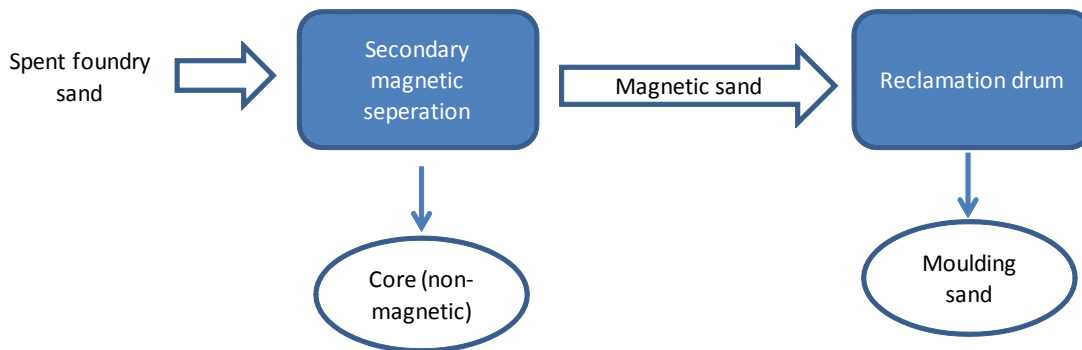 Spent foundry
sand
Secondary
magnetic
seperation
Magnetic sand
Reclamation drum
Core (non-
magnetic)
Moulding
sand